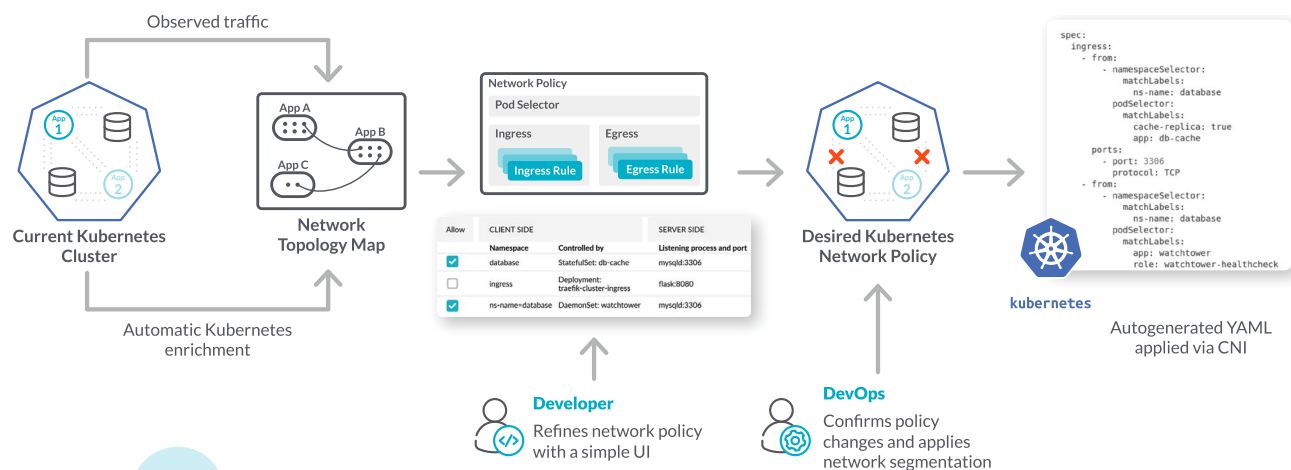 Observed traffic
App
1
App
2
Current Kubernetes
Cluster
Automatic Kubernetes
enrichment
App A
App B
App C
Network
Topology Map
Network Policy
Pod Selector
Ingress
Ingress Rule
Egress
Egress Rule
Allow CLIENT SIDE SERVER SIDE
Namespace Controlled by Listening process and port
database StatefulSet: db-cache mysqld:3306
ingress Deployment: traefik-cluster-ingress flask:8080
ns-name=database DaemonSet: watchtower mysqld:3306
Developer
Refines network policy
with a simple UI
App
1
App
2
Desired Kubernetes
Network Policy
DevOps
Confirms policy
changes and applies
network segmentation
spec:
  ingress:
    - from:
        - namespaceSelector:
            matchLabels:
              ns-name: database
          podSelector:
            matchLabels:
              cache-replica: true
              app: db-cache
      ports:
        - port: 3306
          protocol: TCP
    - from:
        - namespaceSelector:
            matchLabels:
              ns-name: database
          podSelector:
            matchLabels:
              app: watchtower
              role: watchtower-healthcheck
kubernetes
Autogenerated YAML
applied via CNI